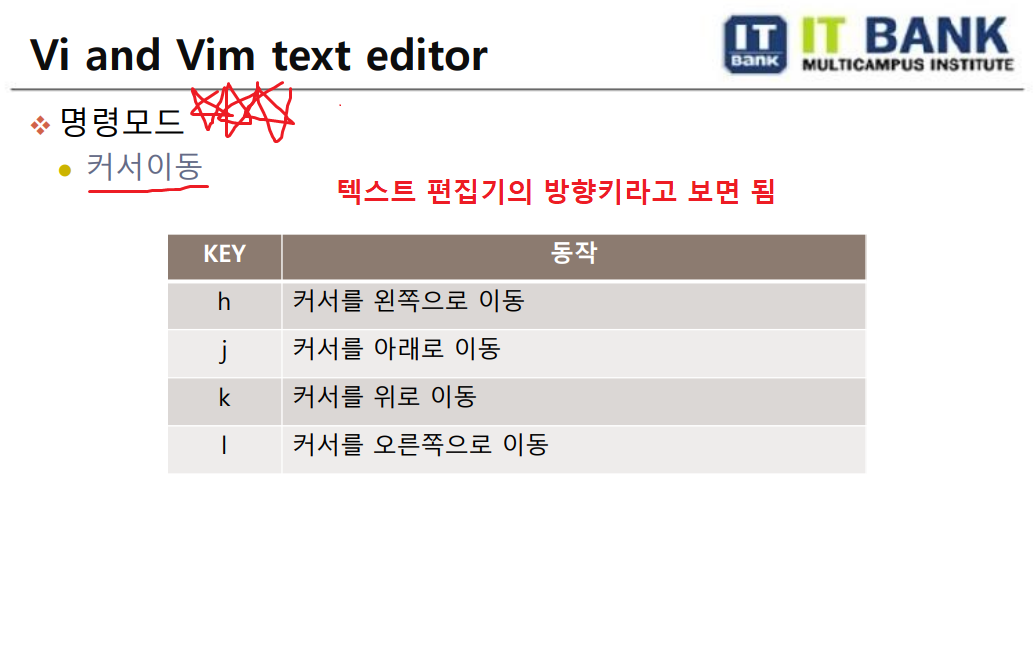 Vi and Vim text editor
IT
Bank
IT BANK
MULTICAMPUS INSTITUTE
명령모드
커서이동
텍스트 편집기의 방향키라고 보면 됨
KEY 동작
h 커서를 왼쪽으로 이동
j 커서를 아래로 이동
k 커서를 위로 이동
l 커서를 오른쪽으로 이동